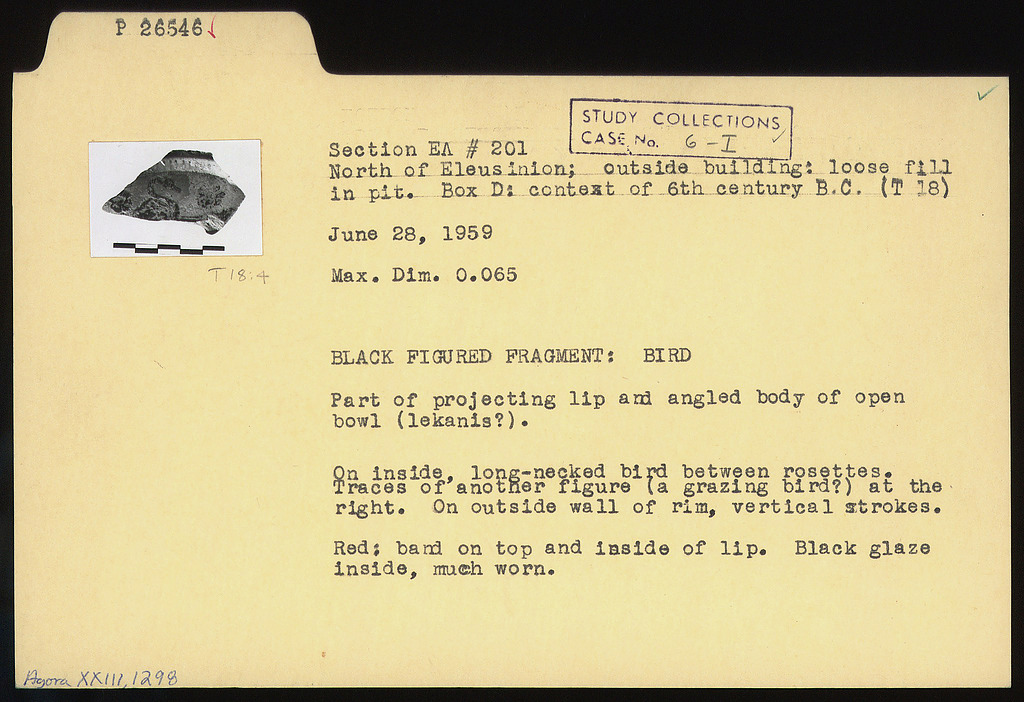 P 26546
STUDY COLLECTIONS
CASE No. 6-I
Section EA # 201
North of Eleusinion; outside building: loose fill
in pit. Box D: context of 6th century B.C. (T 18)
June 28, 1959
T 18:4
Max. Dim. 0.065
BLACK FIGURED FRAGMENT: BIRD
Part of projecting lip and angled body of open
bowl (lekanis?).
On inside, long-necked bird between rosettes.
Traces of another figure (a grazing bird?) at the
right. On outside wall of rim, vertical strokes.
Red: band on top and inside of lip. Black glaze
inside, much worn.
Agora XXIII, 1298